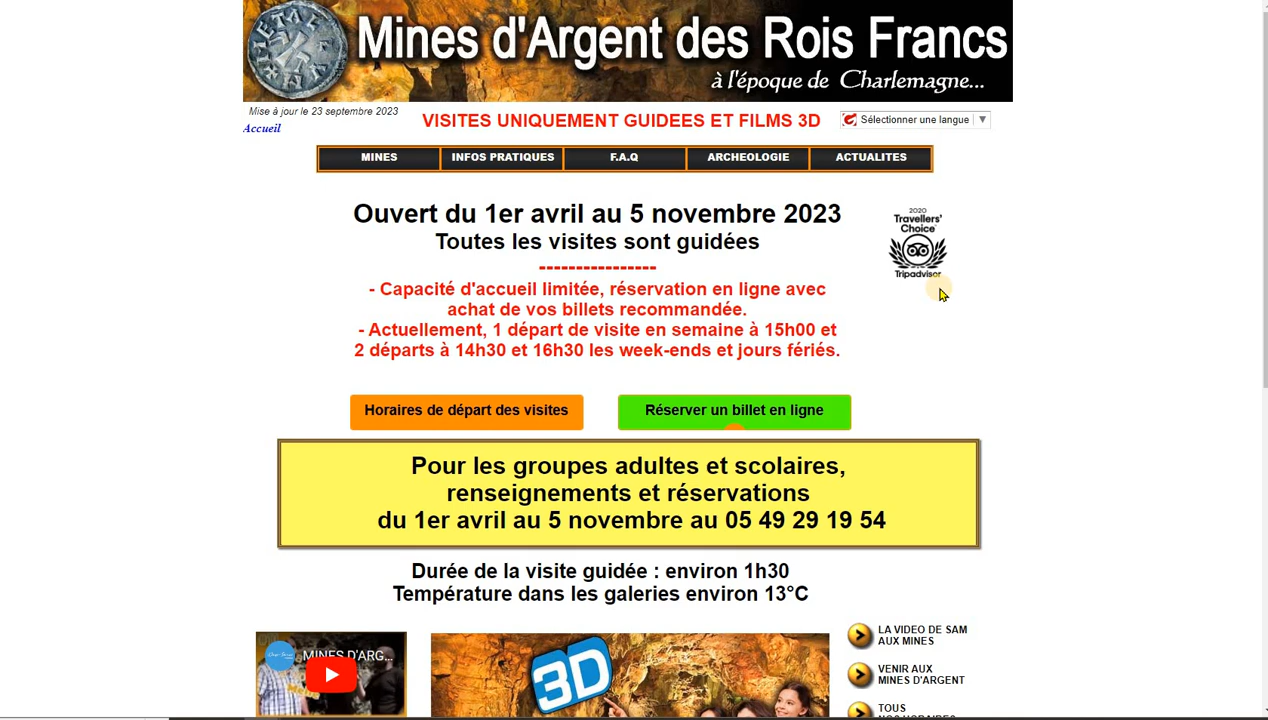 METAL
Mines d'Argent des Rois Francs
à l'époque de Charlemagne...
Mise à jour le 23 septembre 2023
Accueil
VISITES UNIQUEMENT GUIDEES ET FILMS 3D
Sélectionner une langue ▼
MINES
INFOS PRATIQUES
F.A.Q
ARCHEOLOGIE
ACTUALITES
Ouvert du 1er avril au 5 novembre 2023
Toutes les visites sont guidées
----------------
- Capacité d'accueil limitée, réservation en ligne avec
achat de vos billets recommandée.
- Actuellement, 1 départ de visite en semaine à 15h00 et
2 départs à 14h30 et 16h30 les week-ends et jours fériés.
2020
Travellers'
Choice
Tripadvisor
Horaires de départ des visites
Réserver un billet en ligne
Pour les groupes adultes et scolaires,
renseignements et réservations
du 1er avril au 5 novembre au 05 49 29 19 54
Durée de la visite guidée : environ 1h30
Température dans les galeries environ 13°C
MINES D'ARG...
3D
LA VIDEO DE SAM
AUX MINES
VENIR AUX
MINES D'ARGENT
TOUS
NOS HORAIRES